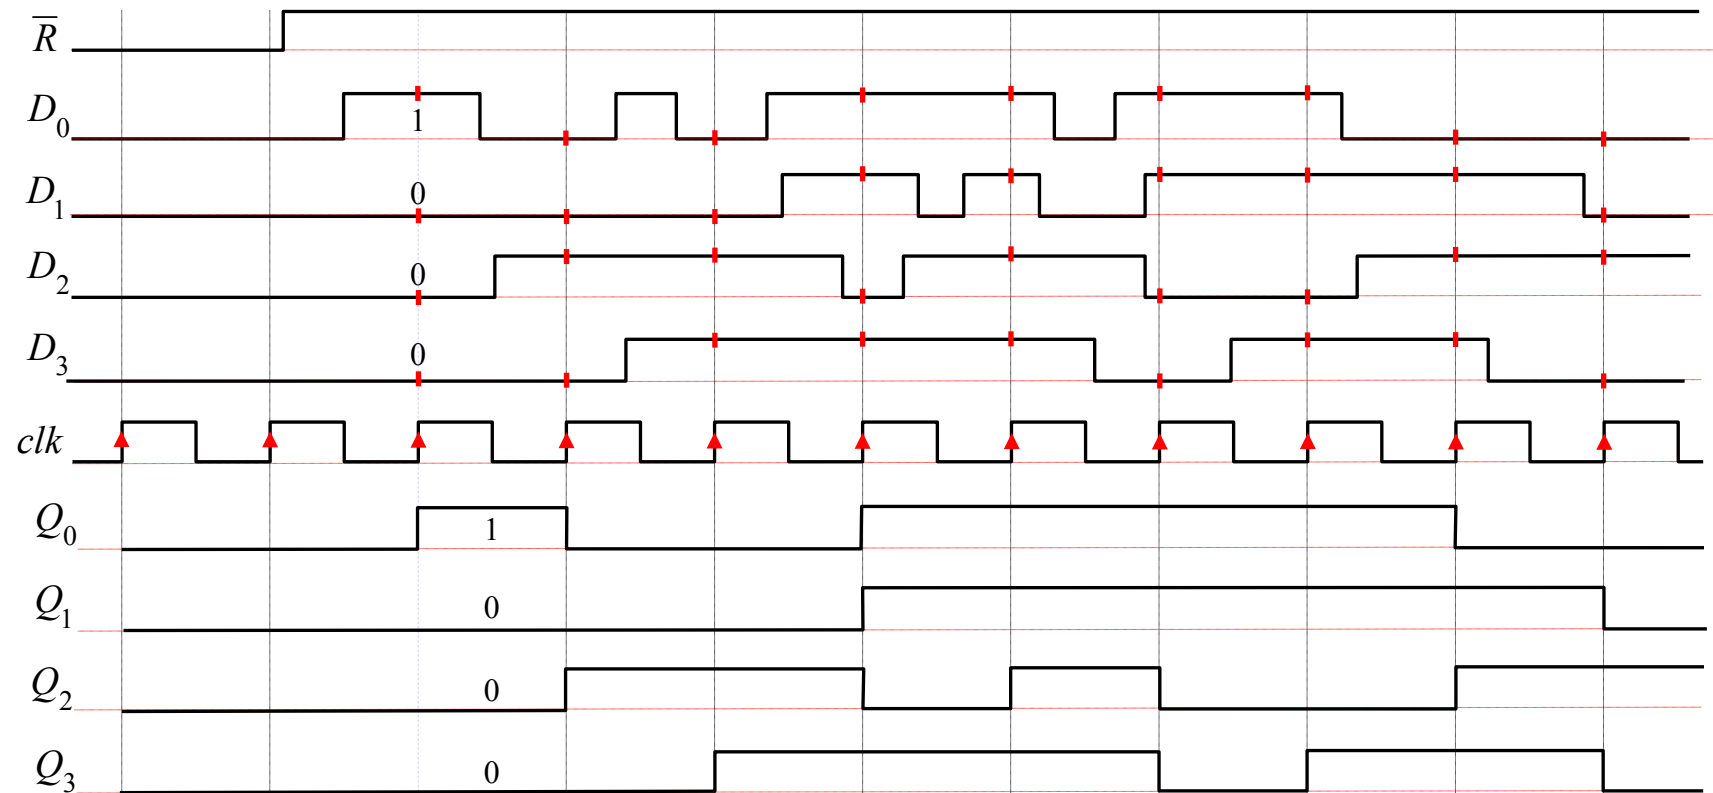 R̅
D₀ 1
D₁ 0
D₂ 0
D₃ 0
clk
Q₀ 1
Q₁ 0
Q₂ 0
Q₃ 0